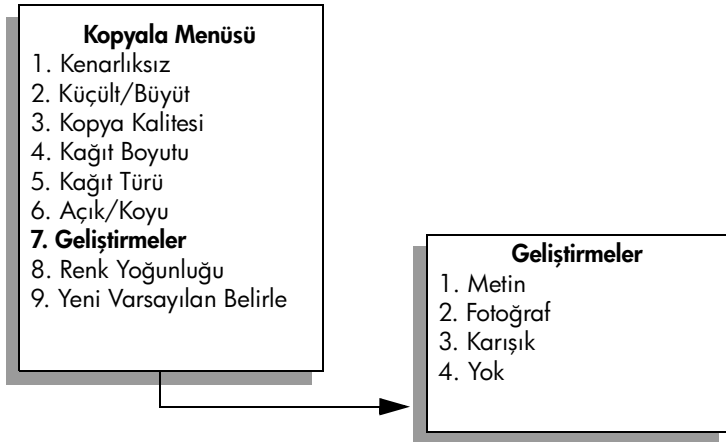 Kopyala Menüsü
1. Kenarlıksız
2. Küçült/Büyüt
3. Kopya Kalitesi
4. Kağıt Boyutu
5. Kağıt Türü
6. Açık/Koyu
7. Geliştirmeler
8. Renk Yoğunluğu
9. Yeni Varsayılan Belirle
Geliştirmeler
1. Metin
2. Fotoğraf
3. Karışık
4. Yok